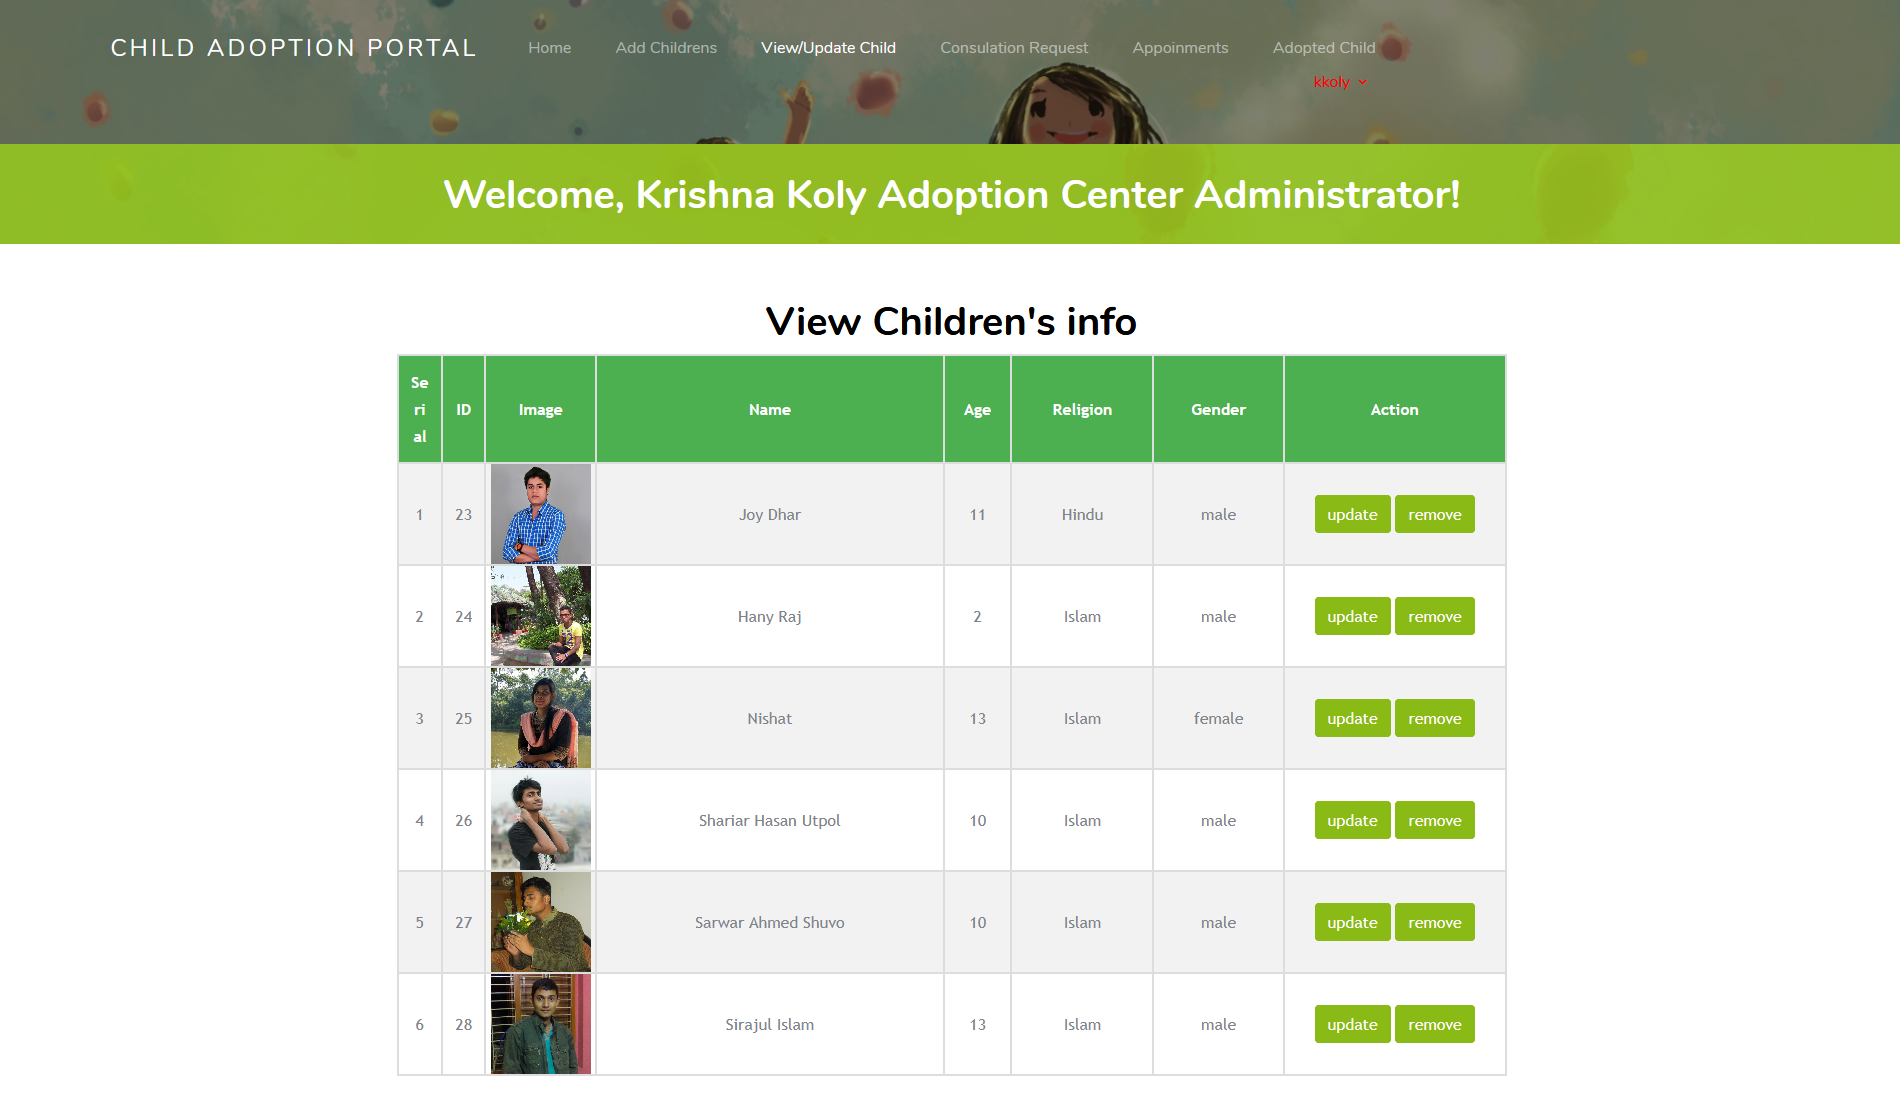 CHILD ADOPTION PORTAL Home Add Childrens View/Update Child Consulation Request Appoinments Adopted Child
kkoly
Welcome, Krishna Koly Adoption Center Administrator!
View Children's info
Se
ri
al ID Image Name Age Religion Gender Action
1 23 Joy Dhar 11 Hindu male update remove
2 24 Hany Raj 2 Islam male update remove
3 25 Nishat 13 Islam female update remove
4 26 Shariar Hasan Utpol 10 Islam male update remove
5 27 Sarwar Ahmed Shuvo 10 Islam male update remove
6 28 Sirajul Islam 13 Islam male update remove